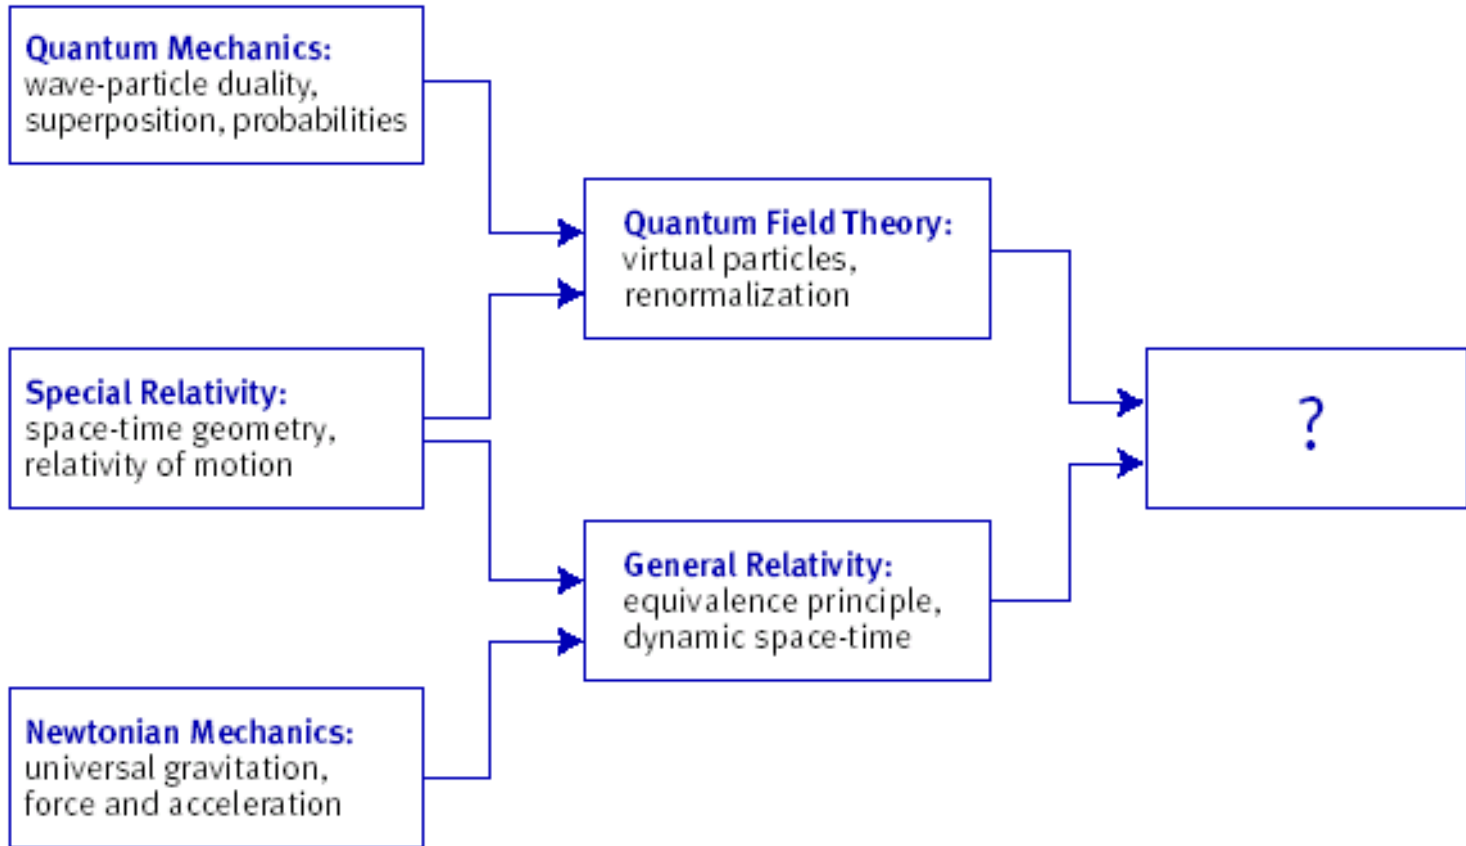 Quantum Mechanics:
wave-particle duality,
superposition, probabilities
Quantum Field Theory:
virtual particles,
renormalization
Special Relativity:
space-time geometry,
relativity of motion
?
General Relativity:
equivalence principle,
dynamic space-time
Newtonian Mechanics:
universal gravitation,
force and acceleration